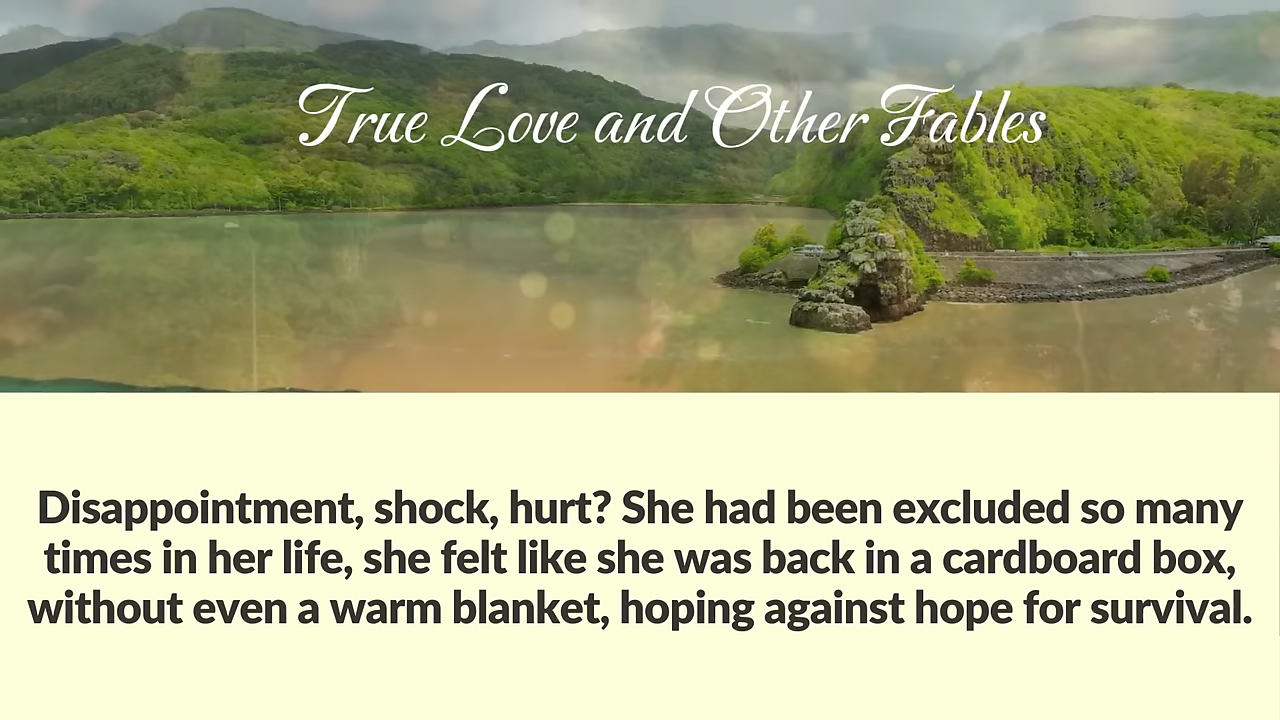 True Love and Other Fables
Disappointment, shock, hurt? She had been excluded so many
times in her life, she felt like she was back in a cardboard box,
without even a warm blanket, hoping against hope for survival.